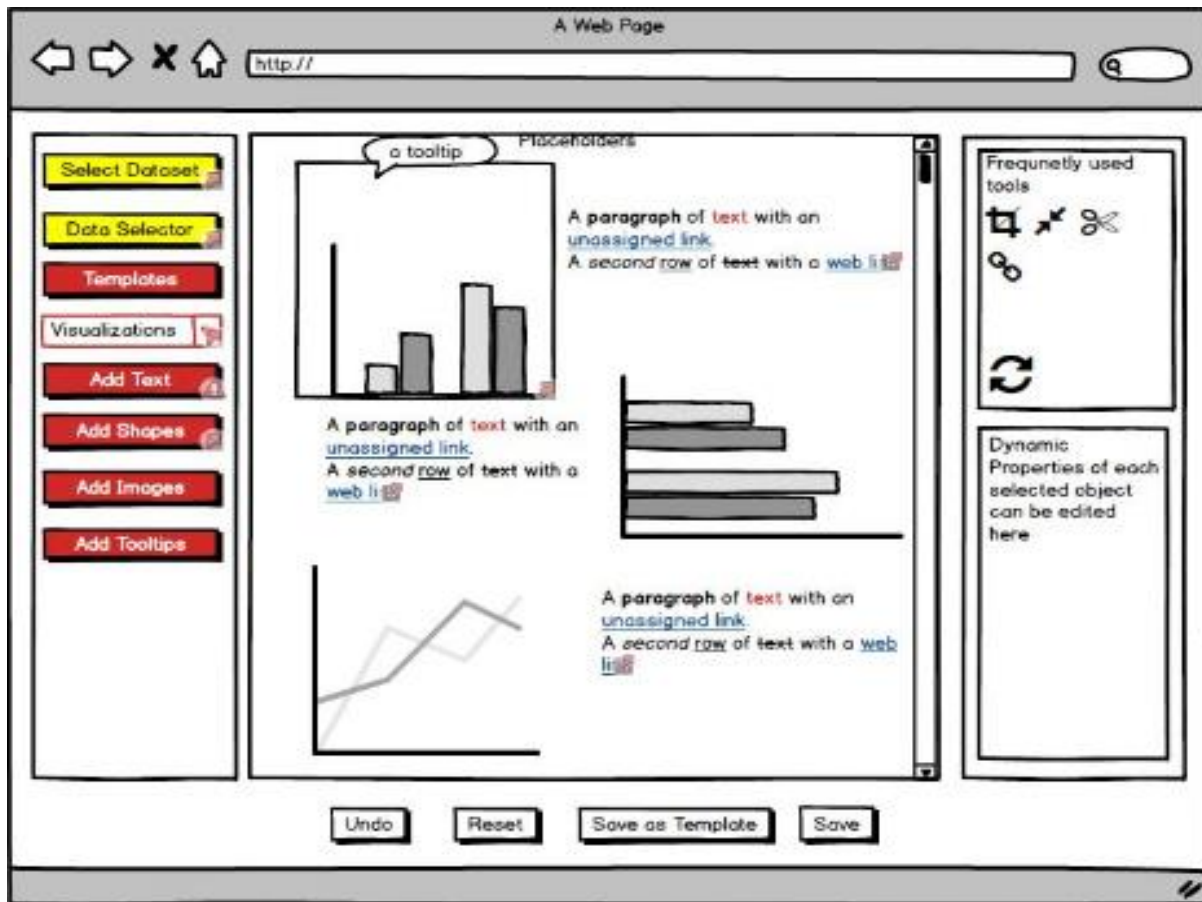 A Web Page
http://
Select Dataset
Data Selector
Templates
Visualizations
Add Text
Add Shapes
Add Images
Add Tooltips
Placeholders
a tooltip
A paragraph of text with an
unassigned link.
A second row of text with a web li
A paragraph of text with an
unassigned link.
A second row of text with a
web li
A paragraph of text with an
unassigned link.
A second row of text with a web
li
Frequnetly used
tools
Dynamic
Properties of each
selected object
can be edited
here
Undo
Reset
Save as Template
Save